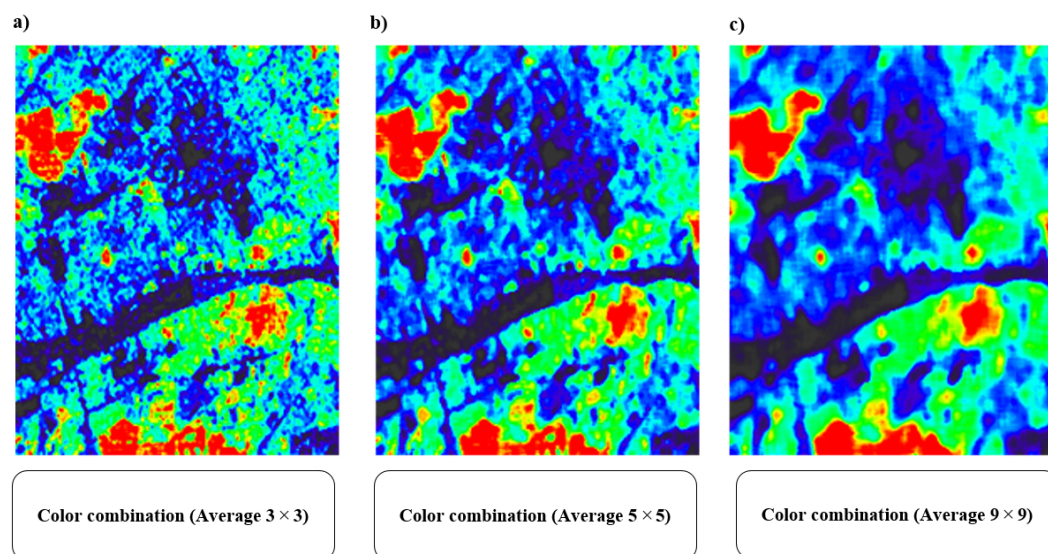 a)
b)
c)
Color combination (Average 3 × 3)
Color combination (Average 5 × 5)
Color combination (Average 9 × 9)